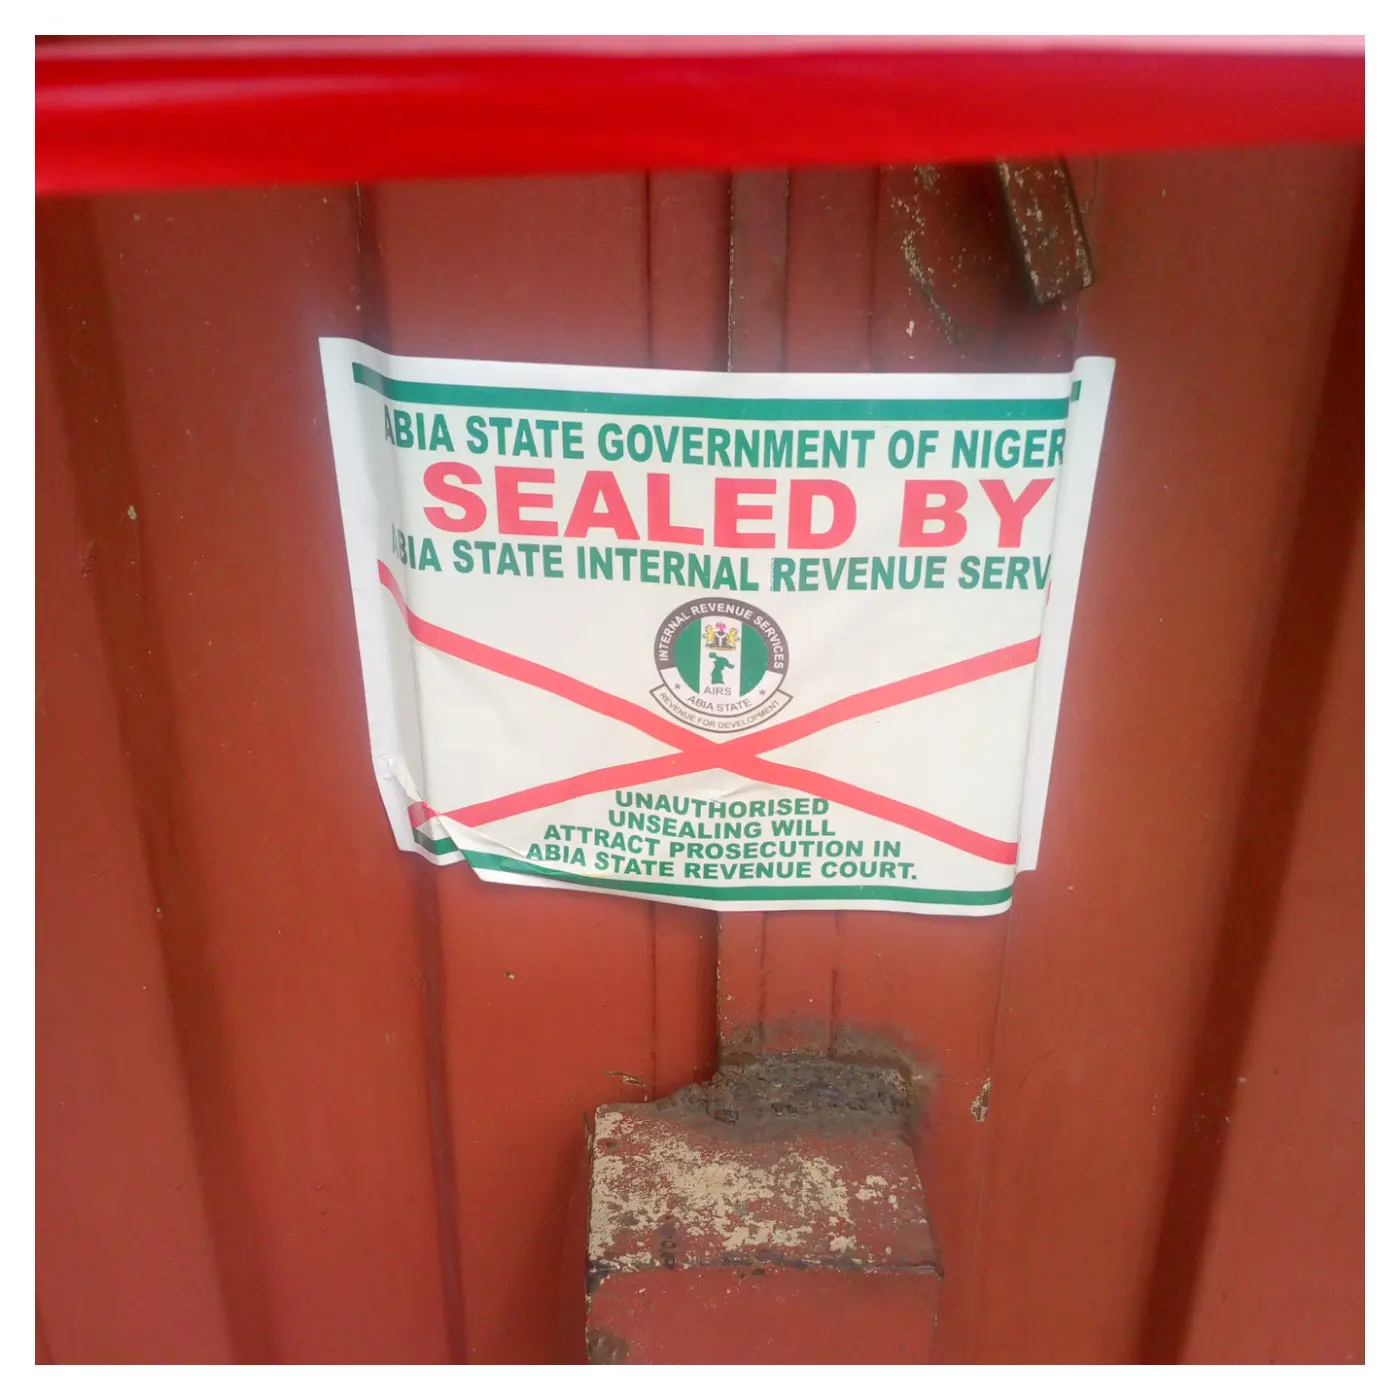 ABIA STATE GOVERNMENT OF NIGER
SEALED BY
ABIA STATE INTERNAL REVENUE SERV
INTERNAL REVENUE SERVICES
AIRS
ABIA STATE
REVENUE FOR DEVELOPMENT
UNAUTHORISED
UNSEALING WILL
ATTRACT PROSECUTION IN
ABIA STATE REVENUE COURT.